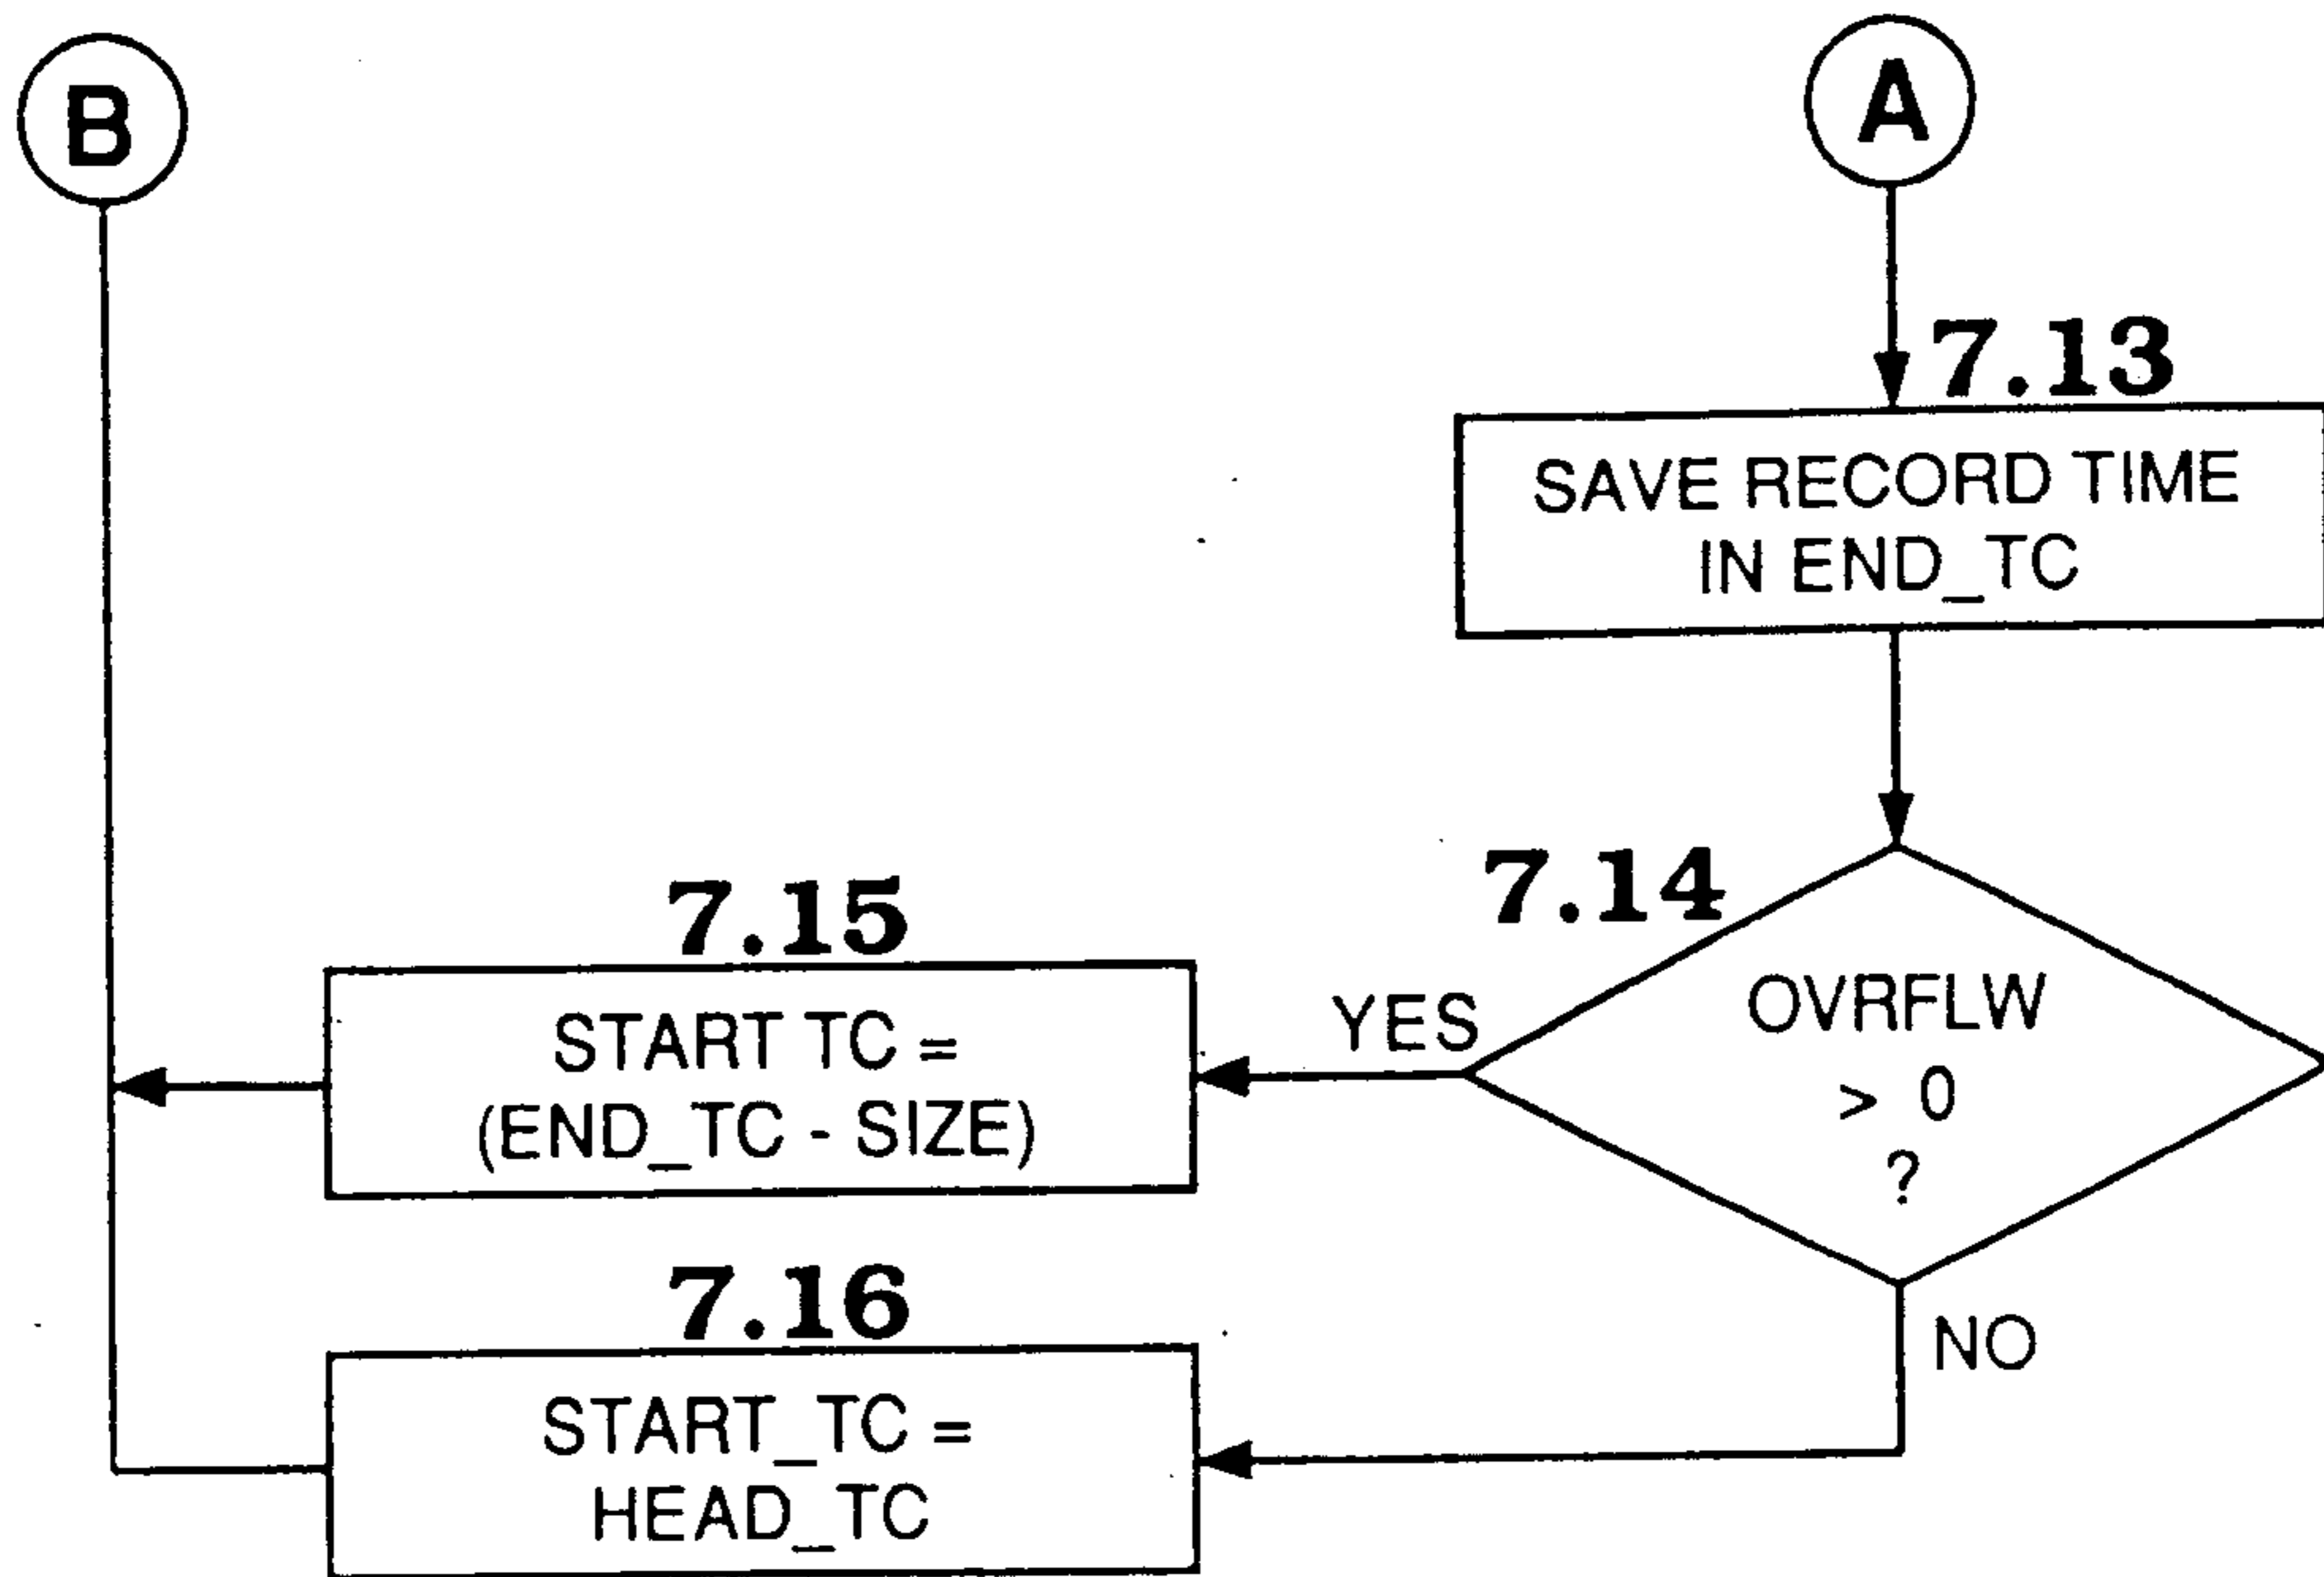 B
A
7.13
SAVE RECORD TIME
IN END_TC
7.14
OVRFLW
> 0
?
YES
NO
7.15
START TC =
(END_TC - SIZE)
7.16
START_TC =
HEAD_TC